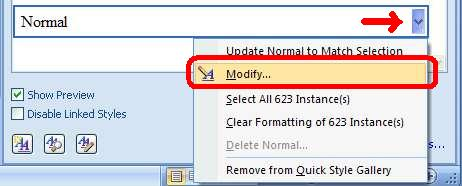 Normal
Update Normal to Match Selection
Modify...
Select All 623 Instance(s)
Clear Formatting of 623 Instance(s)
Delete Normal...
Remove from Quick Style Gallery
Show Preview
Disable Linked Styles